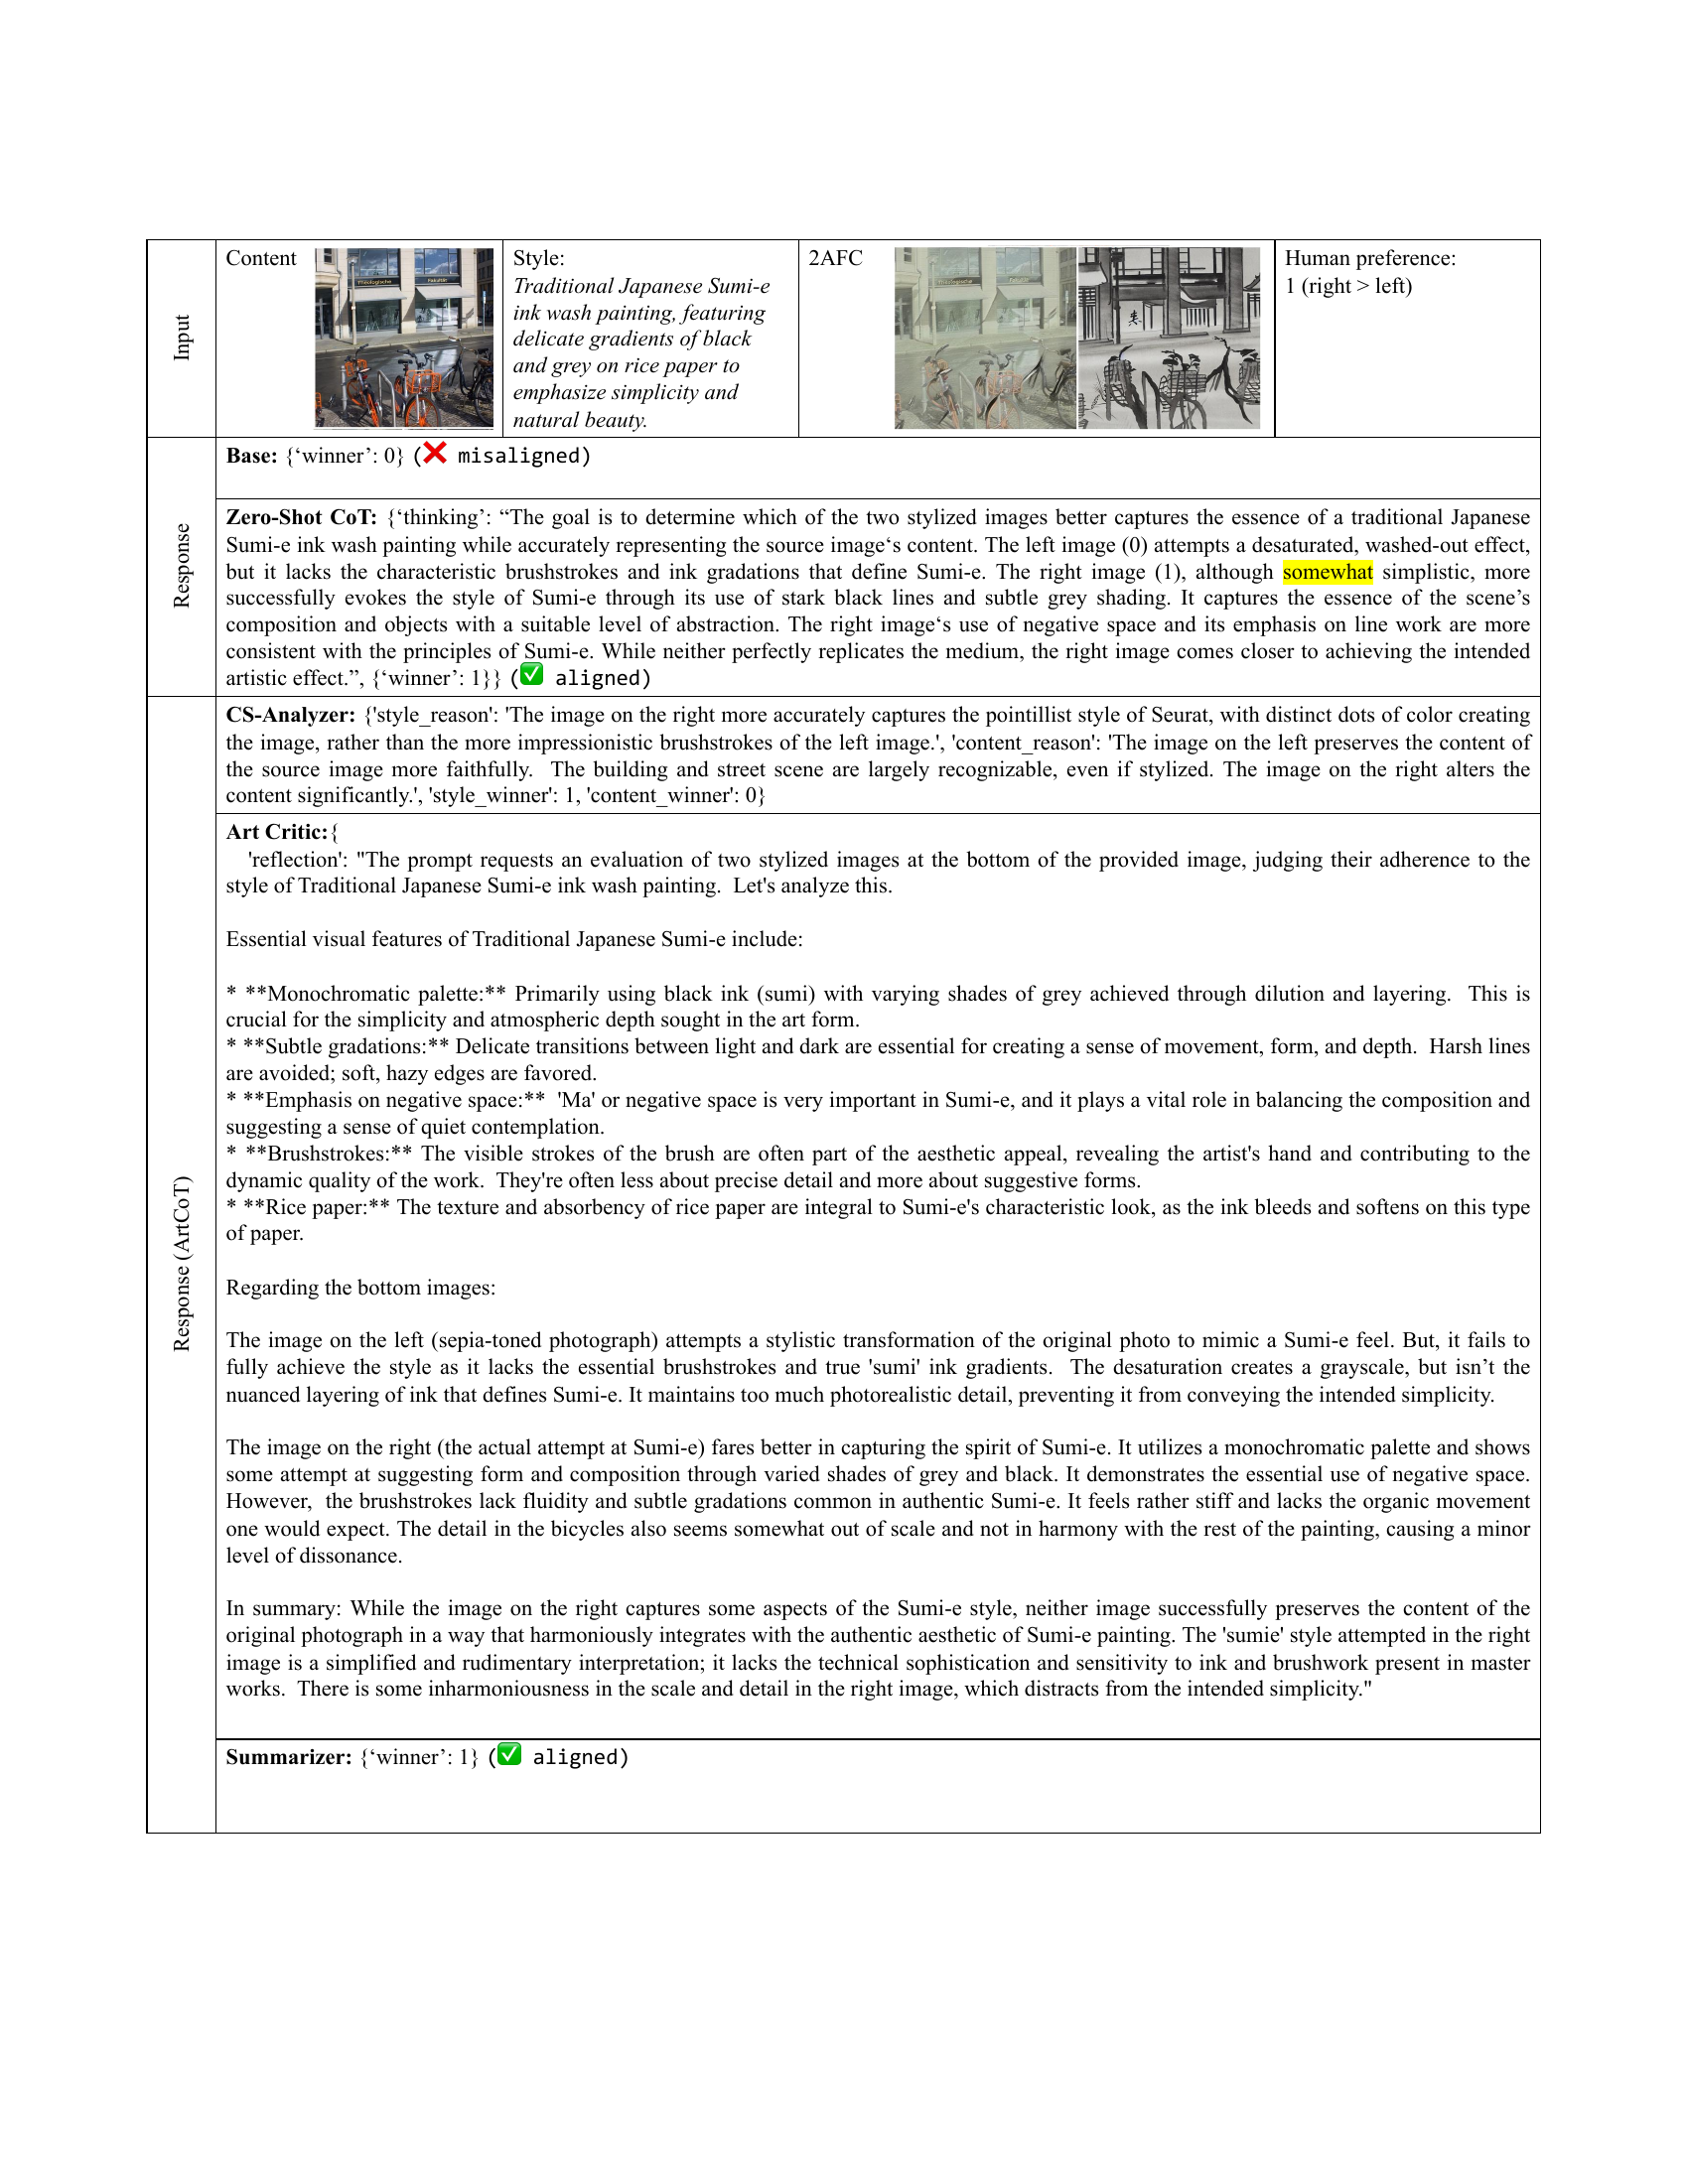 Input
Content
Theologische
Fakultät
Style:
Traditional Japanese Sumi-e
ink wash painting, featuring
delicate gradients of black
and grey on rice paper to
emphasize simplicity and
natural beauty.
2AFC
Human preference:
1 (right > left)
Response
Base: {‘winner’: 0} (❌ misaligned)
Zero-Shot CoT: {‘thinking’: “The goal is to determine which of the two stylized images better captures the essence of a traditional Japanese
Sumi-e ink wash painting while accurately representing the source image‘s content. The left image (0) attempts a desaturated, washed-out effect,
but it lacks the characteristic brushstrokes and ink gradations that define Sumi-e. The right image (1), although somewhat simplistic, more
successfully evokes the style of Sumi-e through its use of stark black lines and subtle grey shading. It captures the essence of the scene’s
composition and objects with a suitable level of abstraction. The right image‘s use of negative space and its emphasis on line work are more
consistent with the principles of Sumi-e. While neither perfectly replicates the medium, the right image comes closer to achieving the intended
artistic effect.”, {‘winner’: 1}} (✅ aligned)
Response (ArtCoT)
CS-Analyzer: {'style_reason': 'The image on the right more accurately captures the pointillist style of Seurat, with distinct dots of color creating
the image, rather than the more impressionistic brushstrokes of the left image.', 'content_reason': 'The image on the left preserves the content of
the source image more faithfully.  The building and street scene are largely recognizable, even if stylized. The image on the right alters the
content significantly.', 'style_winner': 1, 'content_winner': 0}
Art Critic:{
'reflection': "The prompt requests an evaluation of two stylized images at the bottom of the provided image, judging their adherence to the
style of Traditional Japanese Sumi-e ink wash painting.  Let's analyze this.
Essential visual features of Traditional Japanese Sumi-e include:
* **Monochromatic palette:** Primarily using black ink (sumi) with varying shades of grey achieved through dilution and layering.  This is
crucial for the simplicity and atmospheric depth sought in the art form.
* **Subtle gradations:** Delicate transitions between light and dark are essential for creating a sense of movement, form, and depth.  Harsh lines
are avoided; soft, hazy edges are favored.
* **Emphasis on negative space:**  'Ma' or negative space is very important in Sumi-e, and it plays a vital role in balancing the composition and
suggesting a sense of quiet contemplation.
* **Brushstrokes:** The visible strokes of the brush are often part of the aesthetic appeal, revealing the artist's hand and contributing to the
dynamic quality of the work.  They're often less about precise detail and more about suggestive forms.
* **Rice paper:** The texture and absorbency of rice paper are integral to Sumi-e's characteristic look, as the ink bleeds and softens on this type
of paper.
Regarding the bottom images:
The image on the left (sepia-toned photograph) attempts a stylistic transformation of the original photo to mimic a Sumi-e feel. But, it fails to
fully achieve the style as it lacks the essential brushstrokes and true 'sumi' ink gradients.  The desaturation creates a grayscale, but isn’t the
nuanced layering of ink that defines Sumi-e. It maintains too much photorealistic detail, preventing it from conveying the intended simplicity.
The image on the right (the actual attempt at Sumi-e) fares better in capturing the spirit of Sumi-e. It utilizes a monochromatic palette and shows
some attempt at suggesting form and composition through varied shades of grey and black. It demonstrates the essential use of negative space.
However,  the brushstrokes lack fluidity and subtle gradations common in authentic Sumi-e. It feels rather stiff and lacks the organic movement
one would expect. The detail in the bicycles also seems somewhat out of scale and not in harmony with the rest of the painting, causing a minor
level of dissonance.
In summary: While the image on the right captures some aspects of the Sumi-e style, neither image successfully preserves the content of the
original photograph in a way that harmoniously integrates with the authentic aesthetic of Sumi-e painting. The 'sumie' style attempted in the right
image is a simplified and rudimentary interpretation; it lacks the technical sophistication and sensitivity to ink and brushwork present in master
works.  There is some inharmoniousness in the scale and detail in the right image, which distracts from the intended simplicity."
Summarizer: {‘winner’: 1} (✅ aligned)